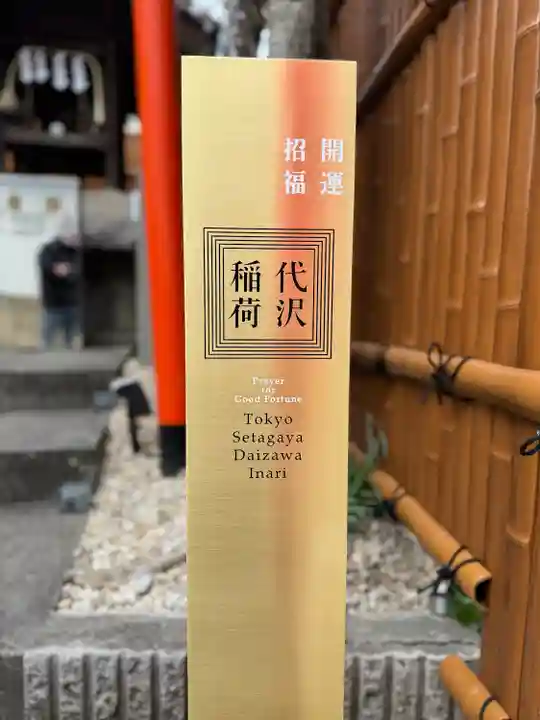 開運
招福
代沢
稲荷
Prayer
for
Good Fortune
Tokyo
Setagaya
Daizawa
Inari